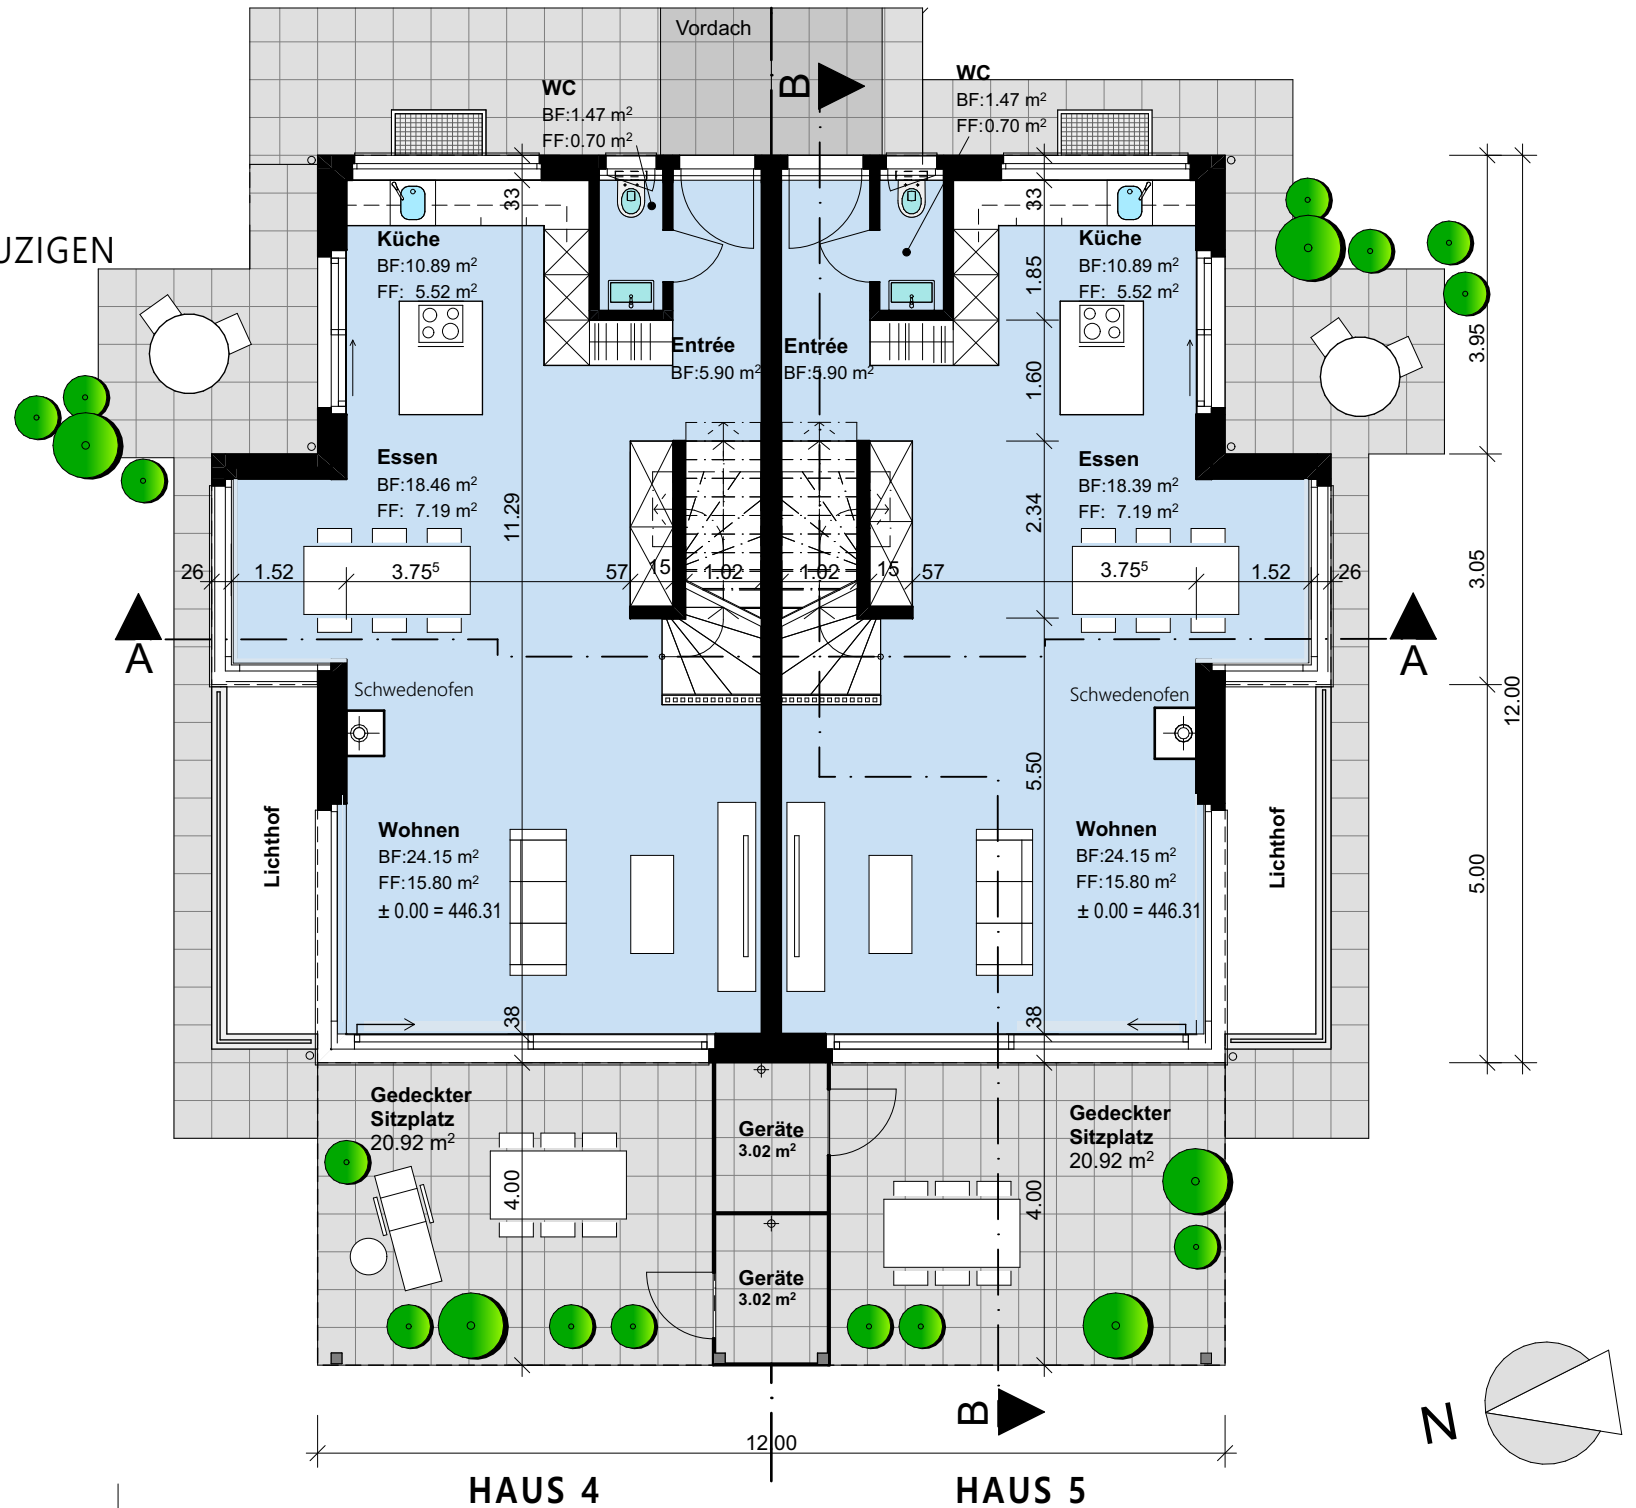 Vordach
WC
BF:1.47 m²
FF:0.70 m²
B
WC
BF:1.47 m²
FF:0.70 m²
UZIGEN
33
33
Küche
BF:10.89 m²
FF: 5.52 m²
Küche
BF:10.89 m²
FF: 5.52 m²
1.85
3.95
Entrée
BF:5.90 m²
Entrée
BF:5.90 m²
1.60
Essen
BF:18.46 m²
FF: 7.19 m²
Essen
BF:18.39 m²
FF: 7.19 m²
11.29
2.34
26
1.52
3.75⁵
57
15
1.02
1.02
15
57
3.75⁵
1.52
26
3.05
A
A
Schwedenofen
Schwedenofen
12.00
5.50
Lichthof
Lichthof
Wohnen
BF:24.15 m²
FF:15.80 m²
± 0.00 = 446.31
Wohnen
BF:24.15 m²
FF:15.80 m²
± 0.00 = 446.31
5.00
38
38
Gedeckter
Sitzplatz
20.92 m²
Geräte
3.02 m²
Gedeckter
Sitzplatz
20.92 m²
4.00
4.00
Geräte
3.02 m²
B
N
12.00
HAUS 4
HAUS 5